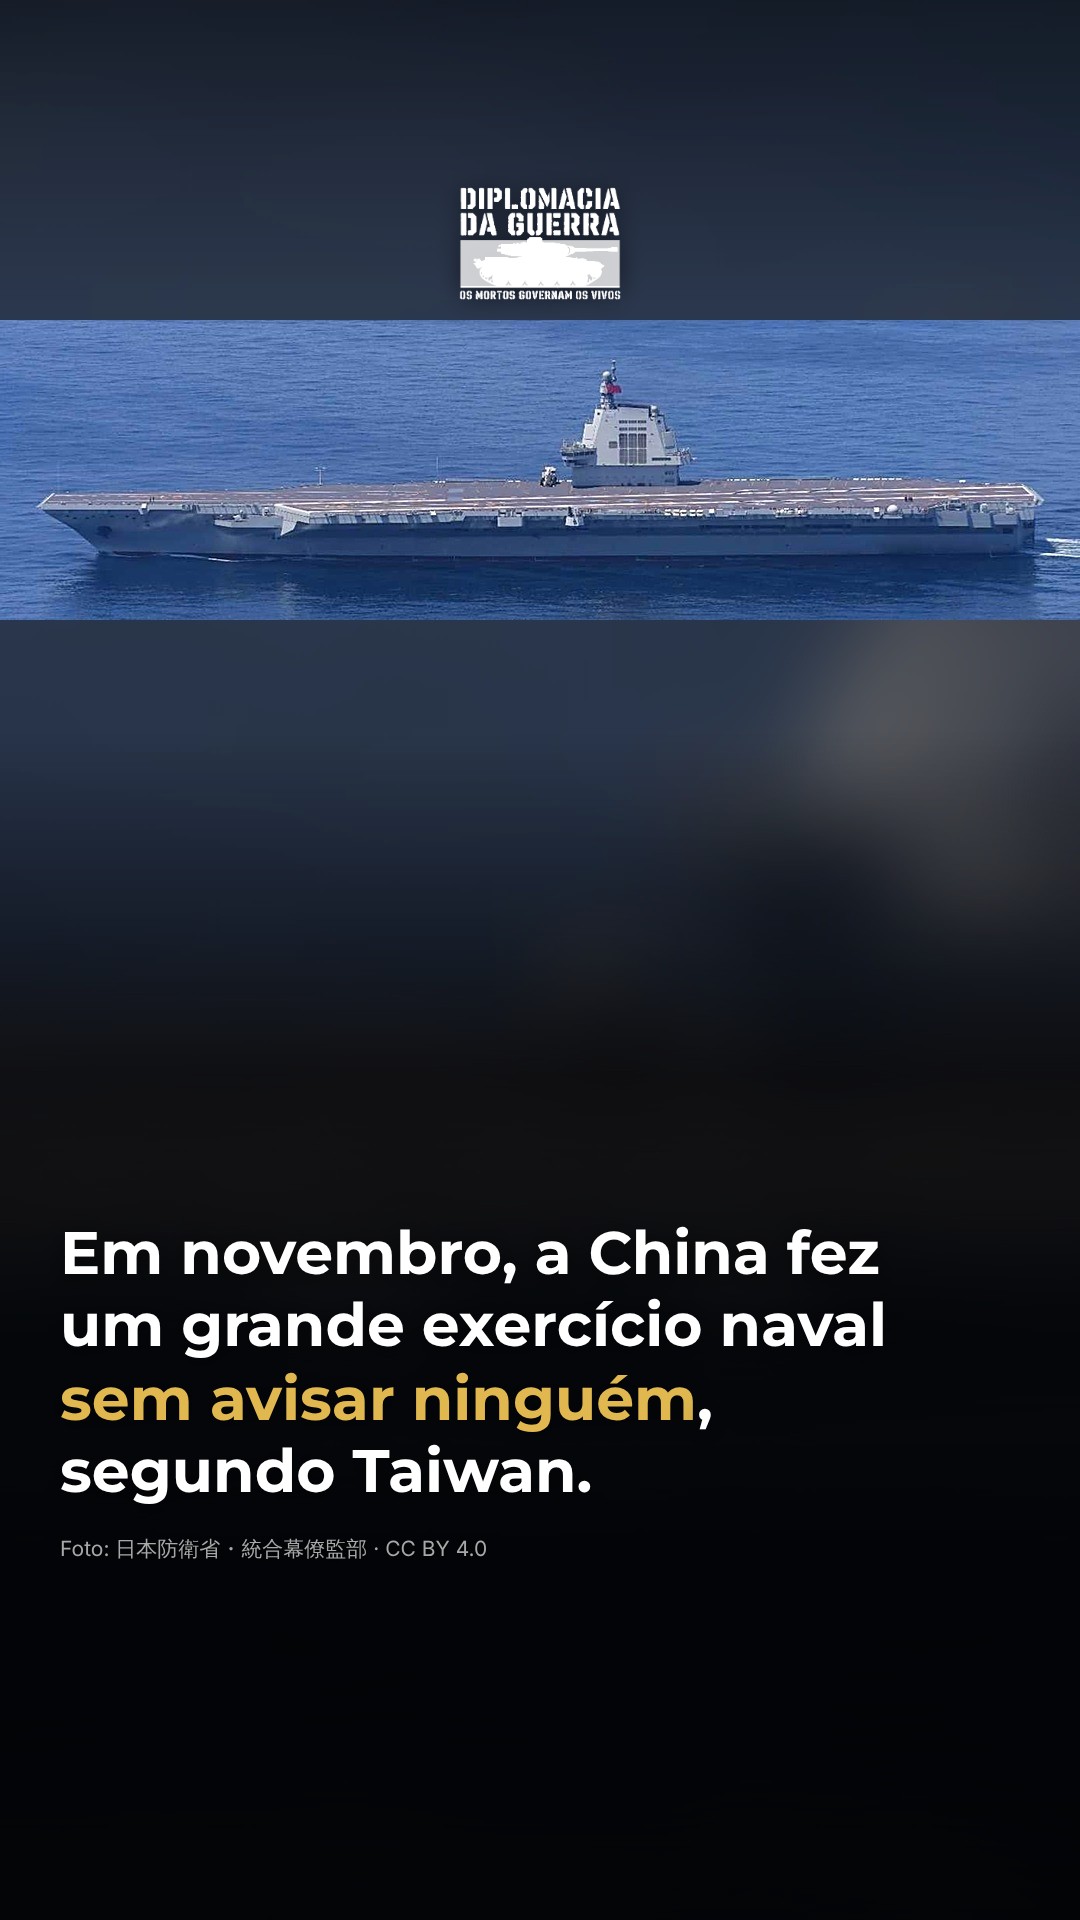 DIPLOMACIA
DA GUERRA
OS MORTOS GOVERNAM OS VIVOS
Em novembro, a China fez
um grande exercício naval
sem avisar ninguém,
segundo Taiwan.
Foto: 日本防衛省・統合幕僚監部 · CC BY 4.0